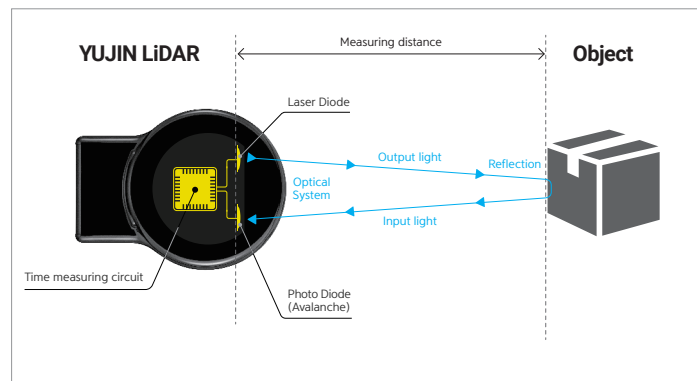 Measuring distance
YUJIN LiDAR
Object
Laser Diode
Output light
Reflection
Optical
System
Input light
Time measuring circuit
Photo Diode
(Avalanche)